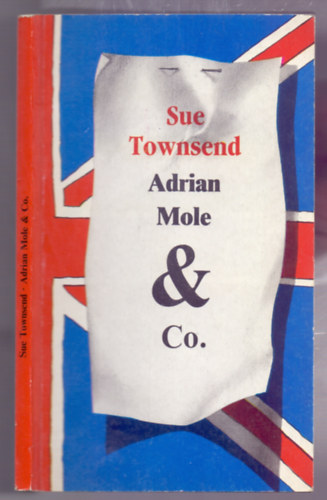 Sue
Townsend
Adrian
Mole
&
Co.
Sue Townsend - Adrian Mole & Co.